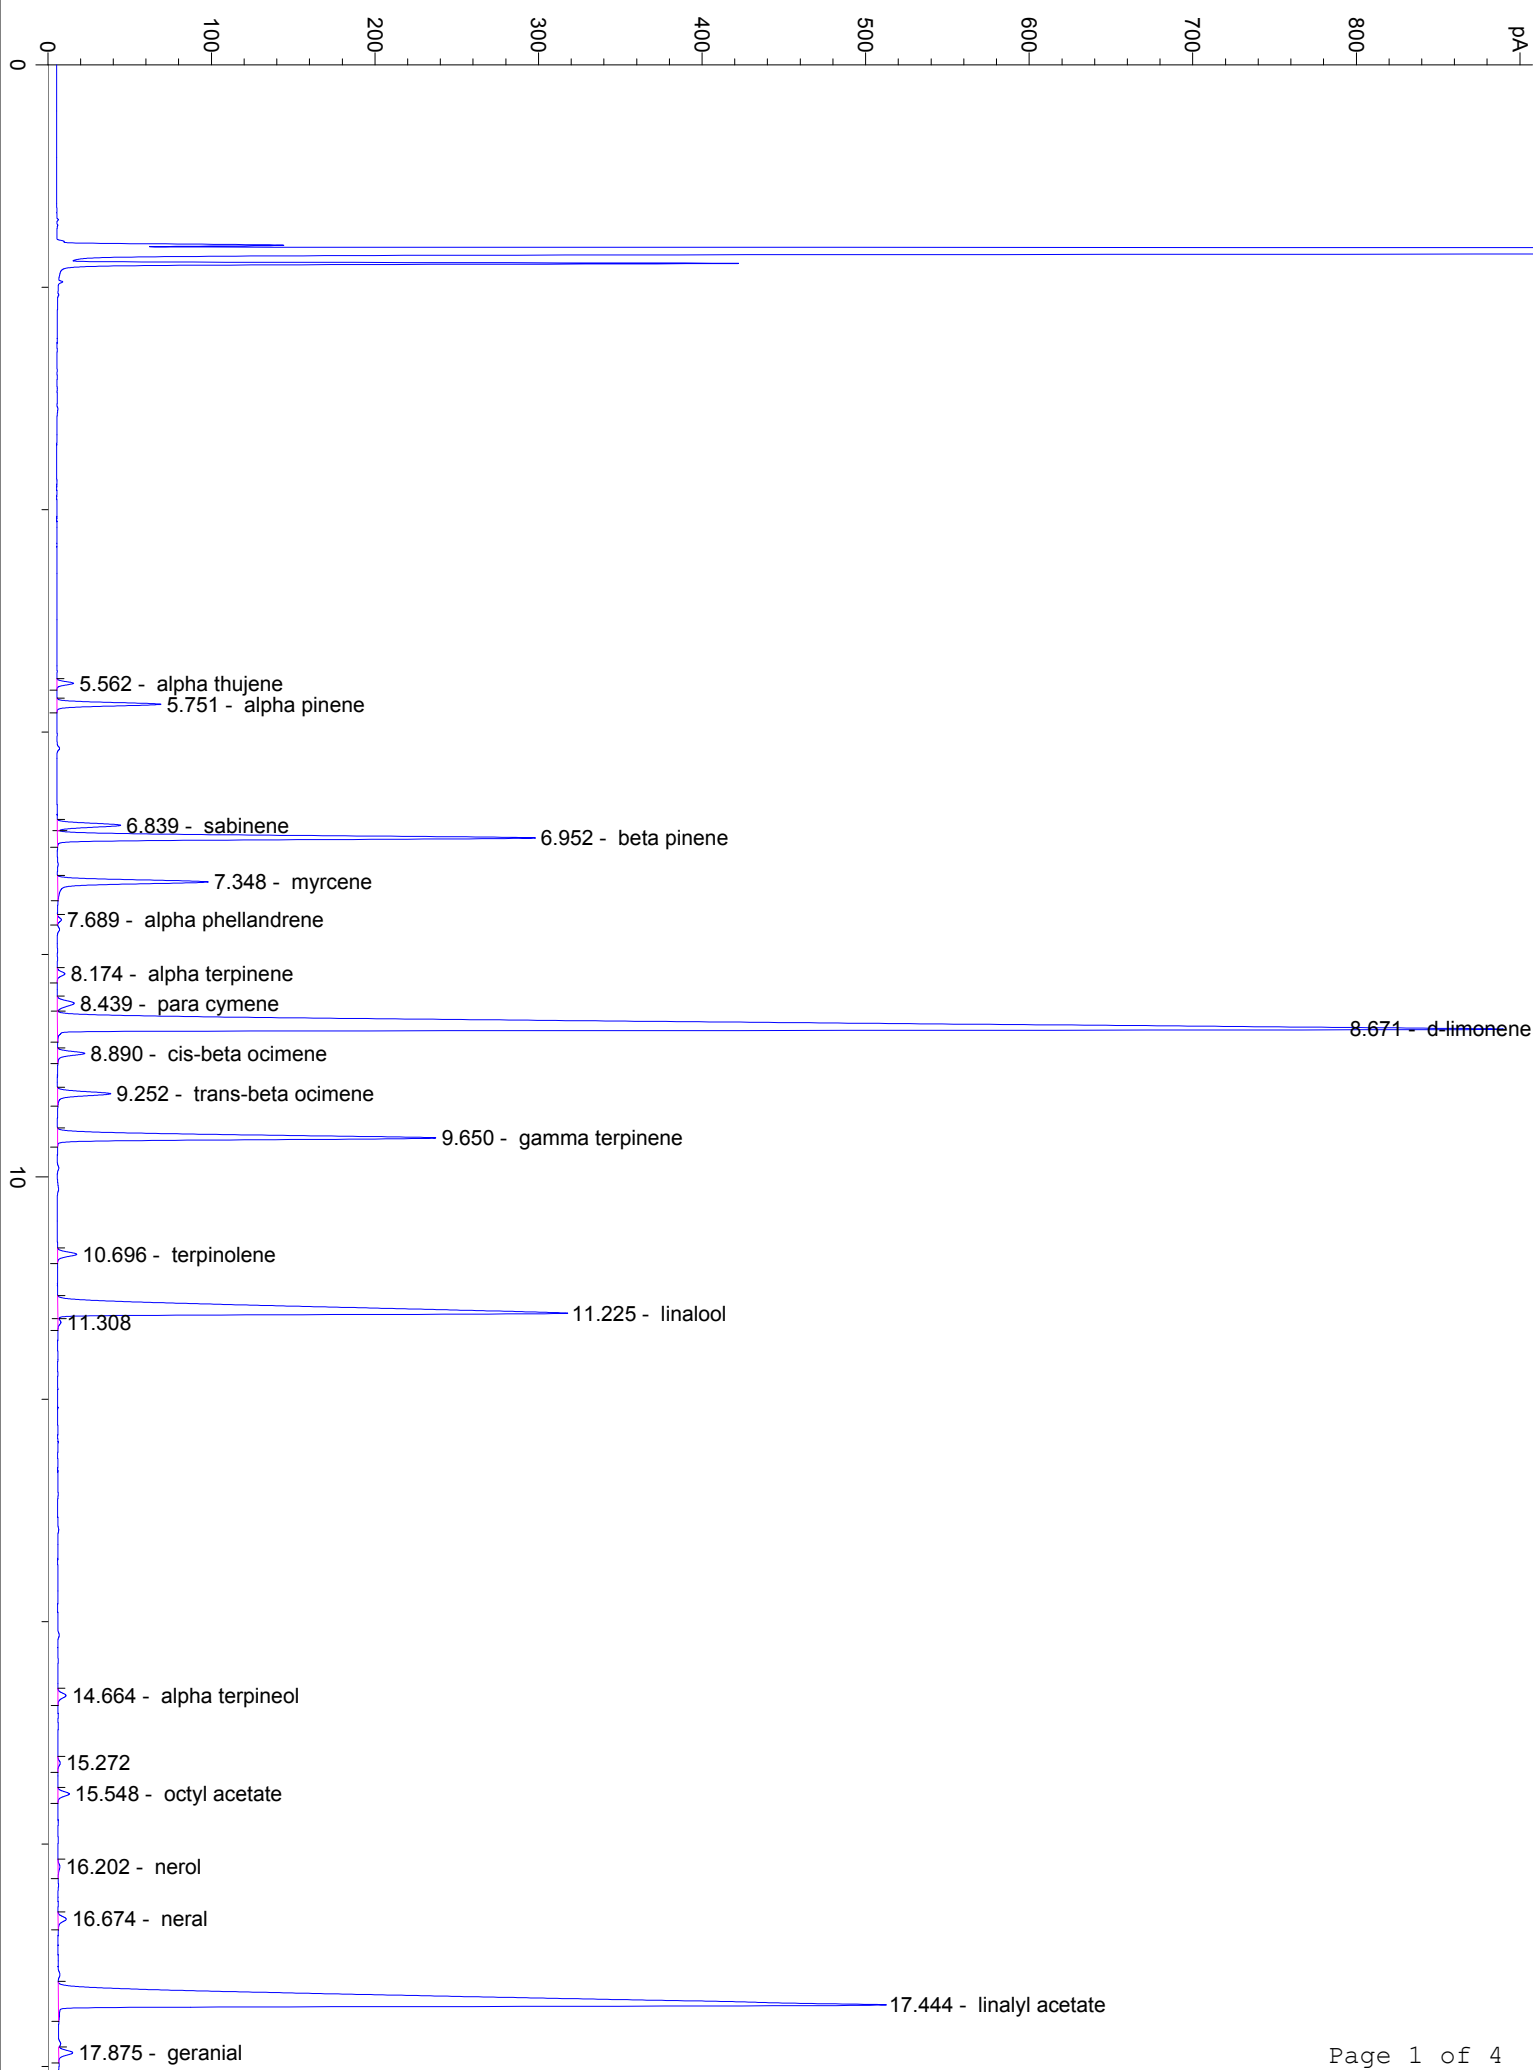 pA
0
100
200
300
400
500
600
700
800
0
5.562 - alpha thujene
5.751 - alpha pinene
6.839 - sabinene
6.952 - beta pinene
7.348 - myrcene
7.689 - alpha phellandrene
8.174 - alpha terpinene
8.439 - para cymene
8.671 - d-limonene
8.890 - cis-beta ocimene
9.252 - trans-beta ocimene
9.650 - gamma terpinene
10
10.696 - terpinolene
11.225 - linalool
11.308
14.664 - alpha terpineol
15.272
15.548 - octyl acetate
16.202 - nerol
16.674 - neral
17.444 - linalyl acetate
17.875 - geranial
Page 1 of 4